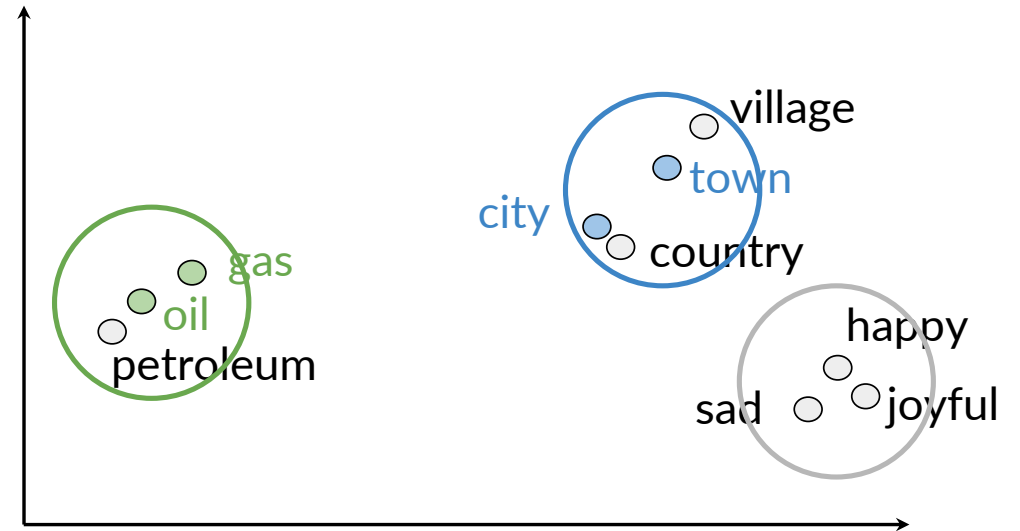 village
town
city
country
gas
oil
petroleum
happy
sad
joyful